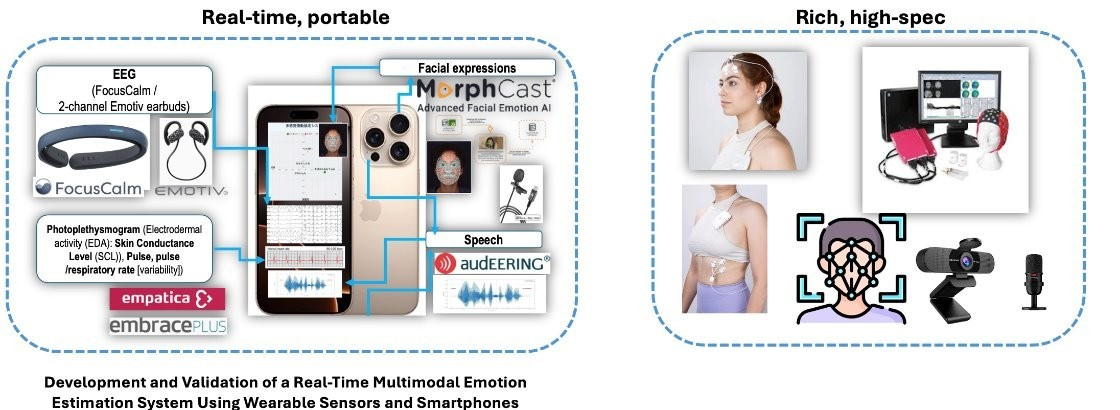 Real-time, portable
Rich, high-spec
EEG
(FocusCalm /
2-channel Emotiv earbuds)
FocusCalm
EMOTIV
Facial expressions
MorphCast
Advanced Facial Emotion AI
Photoplethysmogram (Electrodermal
activity (EDA): Skin Conductance
Level (SCL)), Pulse, pulse
/respiratory rate [variability])
empatica
embracePLUS
Speech
audEERING®
Development and Validation of a Real-Time Multimodal Emotion
Estimation System Using Wearable Sensors and Smartphones